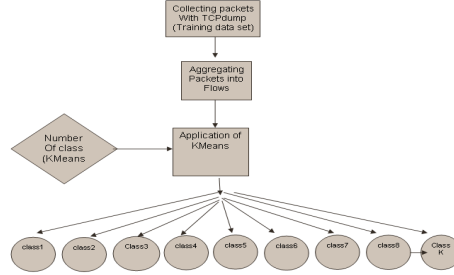 Collecting packets
With TCPdump
(Training data set)
Aggregating
Packets into
Flows
Number
Of class
(KMeans
Application of
KMeans
class1
class2
Class3
class4
class5
class6
class7
class8
Class
K